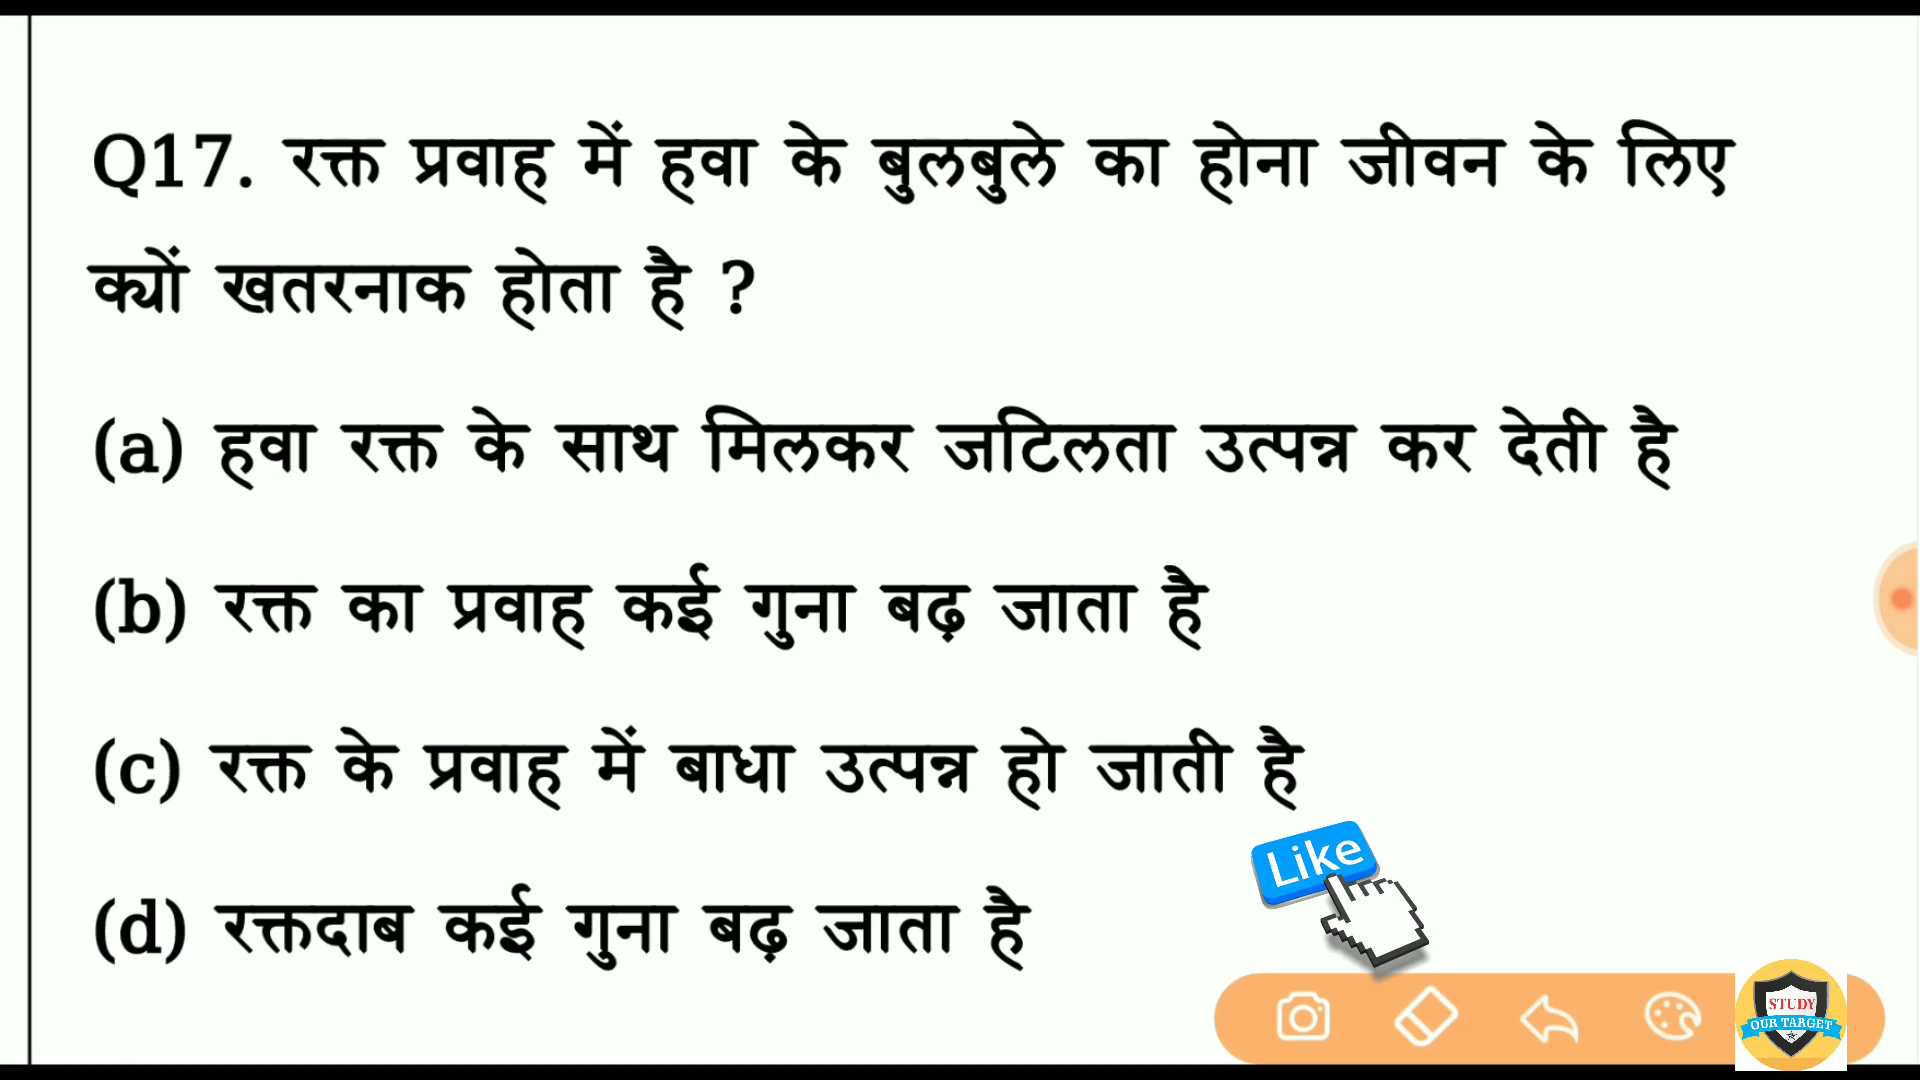 Q17. रक्त प्रवाह में हवा के बुलबुले का होना जीवन के लिए
क्यों खतरनाक होता है ?
(a) हवा रक्त के साथ मिलकर जटिलता उत्पन्न कर देती है
(b) रक्त का प्रवाह कई गुना बढ़ जाता है
(c) रक्त के प्रवाह में बाधा उत्पन्न हो जाती है
(d) रक्तदाब कई गुना बढ़ जाता है
Like
STUDY
OUR TARGET